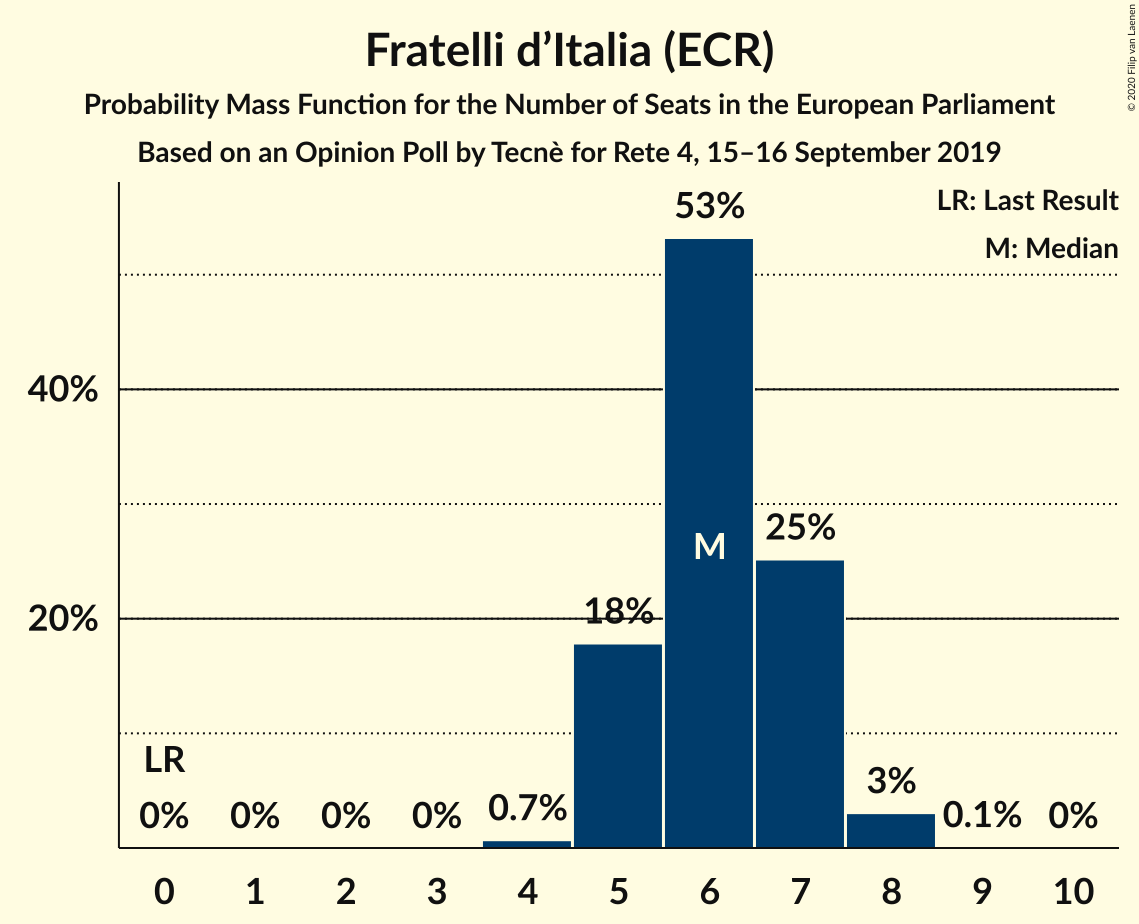 Fratelli d’Italia (ECR)
Probability Mass Function for the Number of Seats in the European Parliament
Based on an Opinion Poll by Tecnè for Rete 4, 15–16 September 2019
© 2020 Filip van Laenen
LR: Last Result
M: Median
53%
40%
M
25%
20%
18%
LR
0% 0% 0% 0% 0.7% 3% 0.1% 0%
0 1 2 3 4 5 6 7 8 9 10